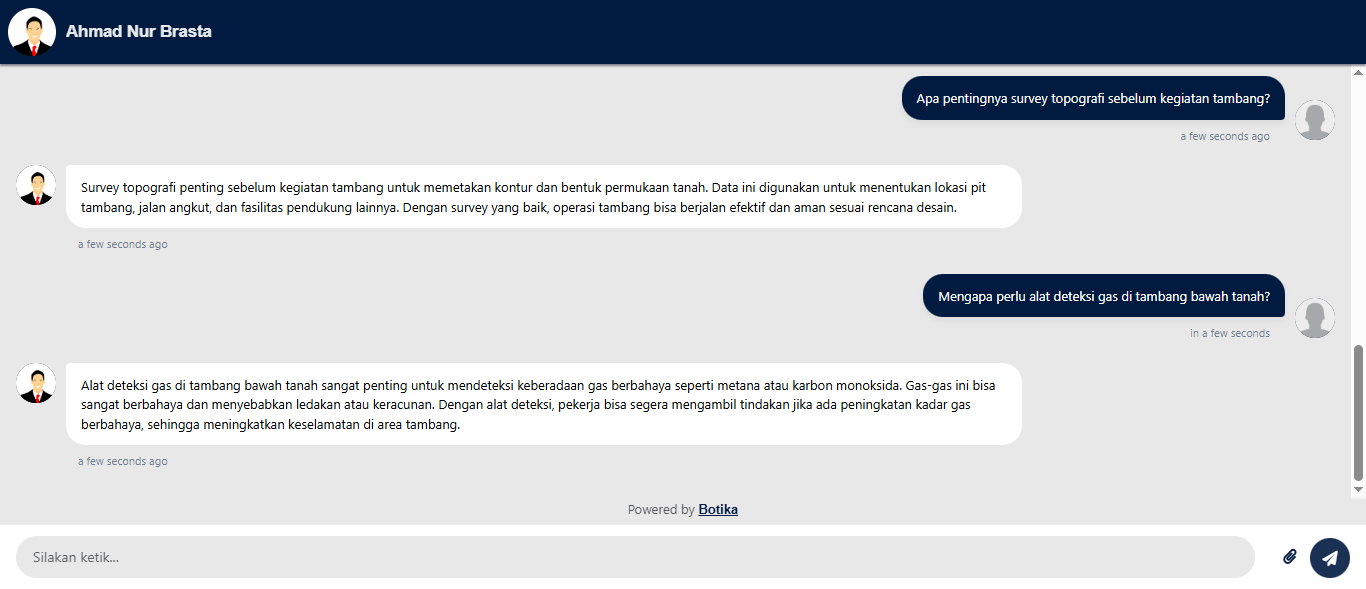 Ahmad Nur Brasta
Apa pentingnya survey topografi sebelum kegiatan tambang?
a few seconds ago
Survey topografi penting sebelum kegiatan tambang untuk memetakan kontur dan bentuk permukaan tanah. Data ini digunakan untuk menentukan lokasi pit
tambang, jalan angkut, dan fasilitas pendukung lainnya. Dengan survey yang baik, operasi tambang bisa berjalan efektif dan aman sesuai rencana desain.
a few seconds ago
Mengapa perlu alat deteksi gas di tambang bawah tanah?
in a few seconds
Alat deteksi gas di tambang bawah tanah sangat penting untuk mendeteksi keberadaan gas berbahaya seperti metana atau karbon monoksida. Gas-gas ini bisa
sangat berbahaya dan menyebabkan ledakan atau keracunan. Dengan alat deteksi, pekerja bisa segera mengambil tindakan jika ada peningkatan kadar gas
berbahaya, sehingga meningkatkan keselamatan di area tambang.
a few seconds ago
Powered by Botika
Silakan ketik...